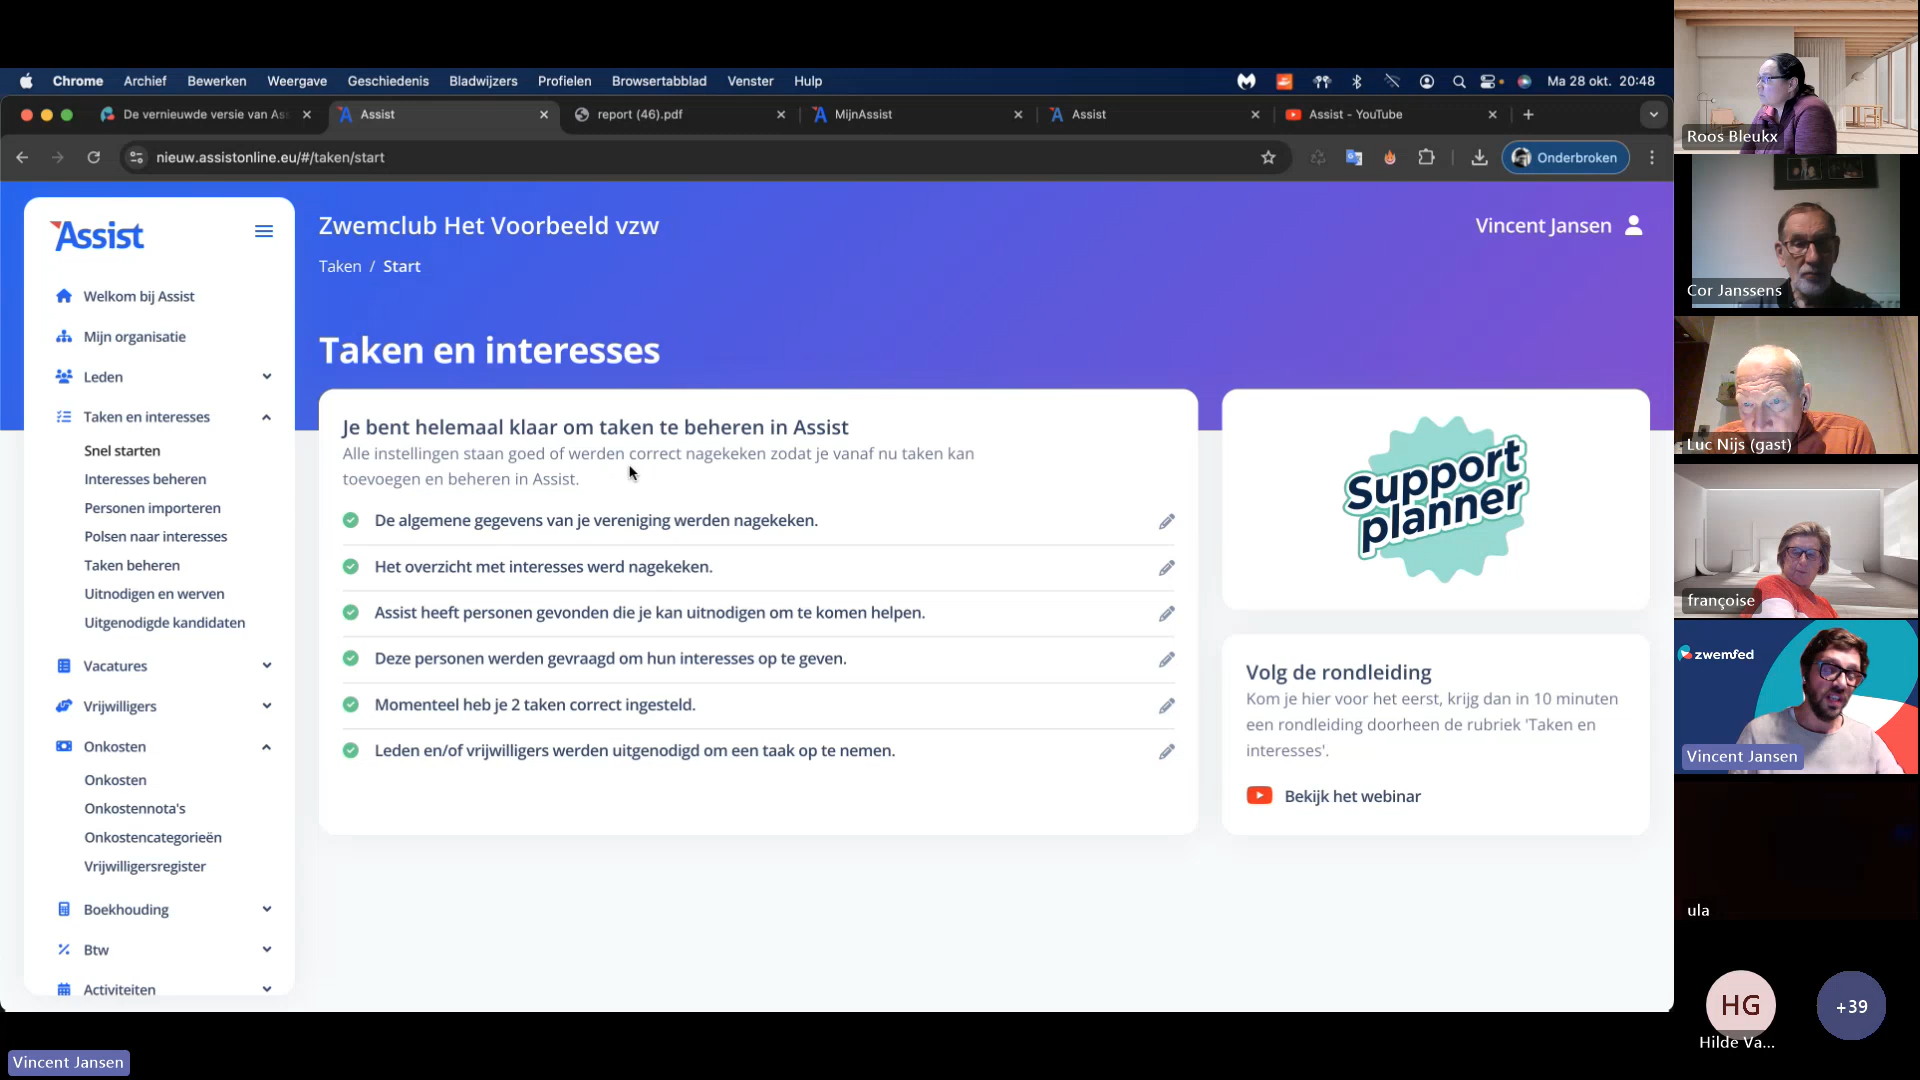 Chrome Archief Bewerken Weergave Geschiedenis Bladwijzers Profielen Browsertabblad Venster Hulp Ma 28 okt. 20:48
De vernieuwde versie van Ass Assist report (46).pdf MijnAssist Assist Assist - YouTube
nieuw.assistonline.eu/#/taken/start Onderbroken
Assist
Welkom bij Assist
Mijn organisatie
Leden
Taken en interesses
Snel starten
Interesses beheren
Personen importeren
Polsen naar interesses
Taken beheren
Uitnodigen en werven
Uitgenodigde kandidaten
Vacatures
Vrijwilligers
Onkosten
Onkosten
Onkostennota's
Onkostencategorieën
Vrijwilligersregister
Boekhouding
Btw
Activiteiten
Zwemclub Het Voorbeeld vzw
Vincent Jansen
Taken / Start
Taken en interesses
Je bent helemaal klaar om taken te beheren in Assist
Alle instellingen staan goed of werden correct nagekeken zodat je vanaf nu taken kan
toevoegen en beheren in Assist.
De algemene gegevens van je vereniging werden nagekeken.
Het overzicht met interesses werd nagekeken.
Assist heeft personen gevonden die je kan uitnodigen om te komen helpen.
Deze personen werden gevraagd om hun interesses op te geven.
Momenteel heb je 2 taken correct ingesteld.
Leden en/of vrijwilligers werden uitgenodigd om een taak op te nemen.
Support
planner
Volg de rondleiding
Kom je hier voor het eerst, krijg dan in 10 minuten
een rondleiding doorheen de rubriek 'Taken en
interesses'.
Bekijk het webinar
Roos Bleukx
Cor Janssens
Luc Nijs (gast)
françoise
zwemfed
Vincent Jansen
ula
HG
+39
Hilde Va...
Vincent Jansen